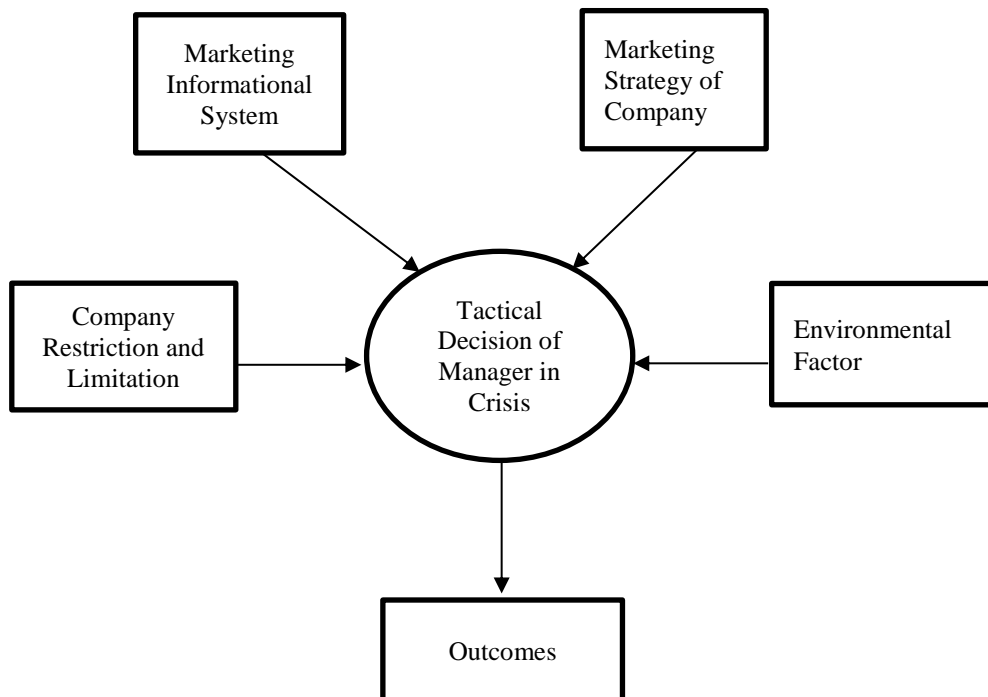 Marketing
Informational
System
Marketing
Strategy of
Company
Company
Restriction and
Limitation
Tactical
Decision of
Manager in
Crisis
Environmental
Factor
Outcomes